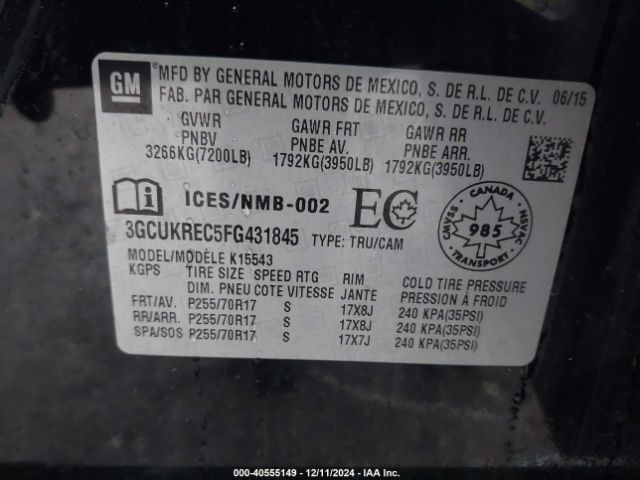 GM
MFD BY GENERAL MOTORS DE MEXICO, S. DE R.L. DE C.V. 06/15
FAB. PAR GENERAL MOTORS DE MEXICO, S. DE R.L. DE C.V.
GVWR GAWR FRT GAWR RR
PNBV PNBE AV. PNBE ARR.
3266KG(7200LB) 1792KG(3950LB) 1792KG(3950LB)
ICES/NMB-002 EC
CANADA
CMVSS 985 NSVAC
TRANSPORT
3GCUKREC5FG431845 TYPE: TRU/CAM
MODEL/MODÈLE K15543
KGPS TIRE SIZE SPEED RTG RIM COLD TIRE PRESSURE
DIM. PNEU COTE VITESSE JANTE PRESSION À FROID
FRT/AV. P255/70R17 S 17X8J 240 KPA(35PSI)
RR/ARR. P255/70R17 S 17X8J 240 KPA(35PSI)
SPA/SOS P255/70R17 S 17X7J 240 KPA(35PSI)
000-40555149 - 12/11/2024 - IAA Inc.